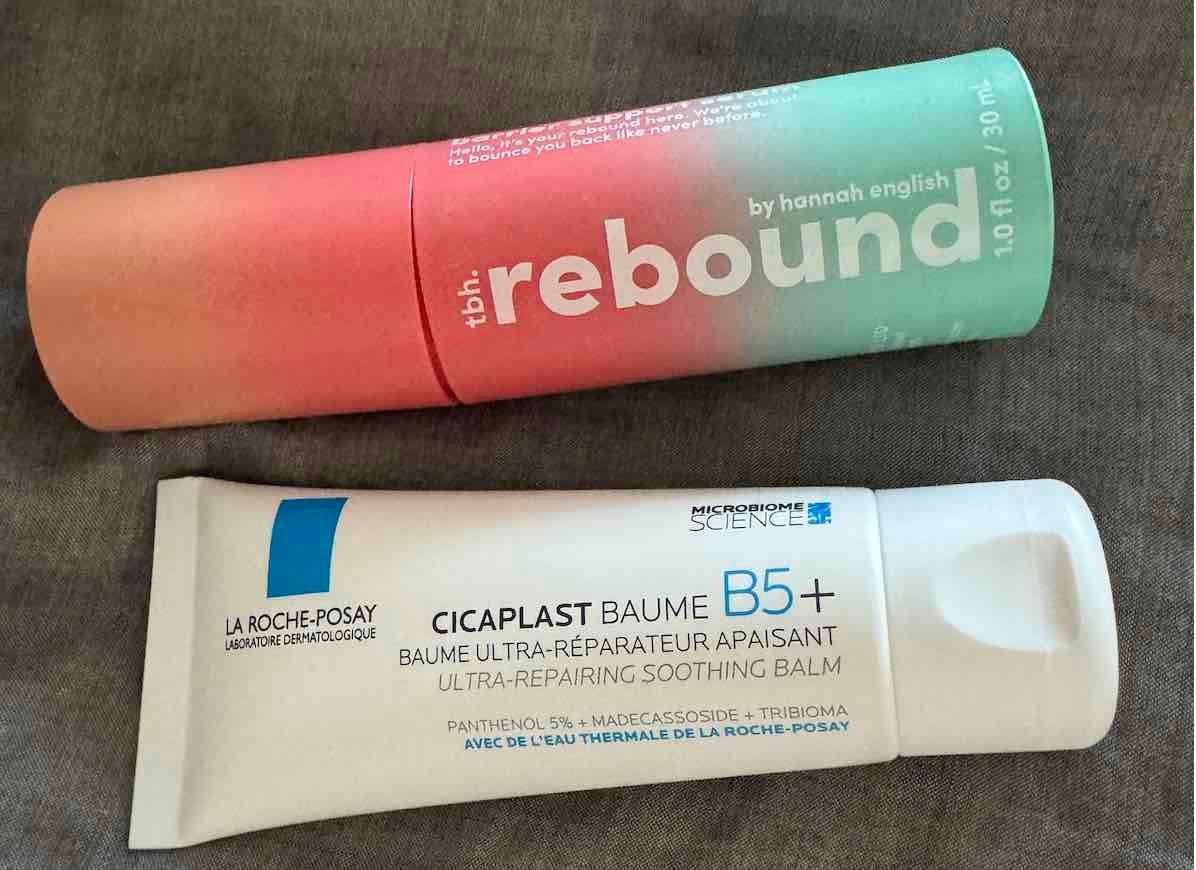 barrier support serum
Hello, it's your rebound here. We're about
to bounce you back like never before.
by hannah english
tbh. rebound
1.0 fl oz / 30 mL
LA ROCHE-POSAY
LABORATOIRE DERMATOLOGIQUE
MICROBIOME
SCIENCE
CICAPLAST BAUME B5+
BAUME ULTRA-RÉPARATEUR APAISANT
ULTRA-REPAIRING SOOTHING BALM
PANTHENOL 5% + MADECASSOSIDE + TRIBIOMA
AVEC DE L'EAU THERMALE DE LA ROCHE-POSAY